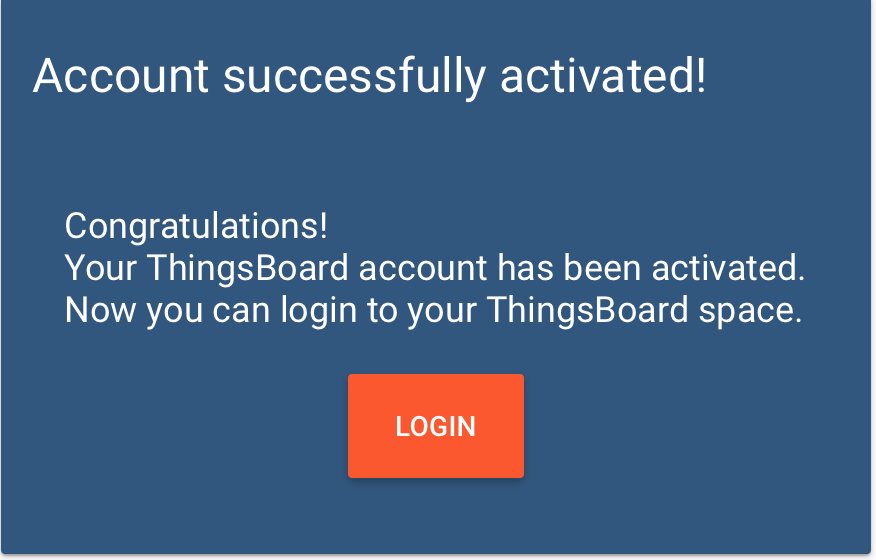 Account successfully activated!
Congratulations!
Your ThingsBoard account has been activated.
Now you can login to your ThingsBoard space.
LOGIN